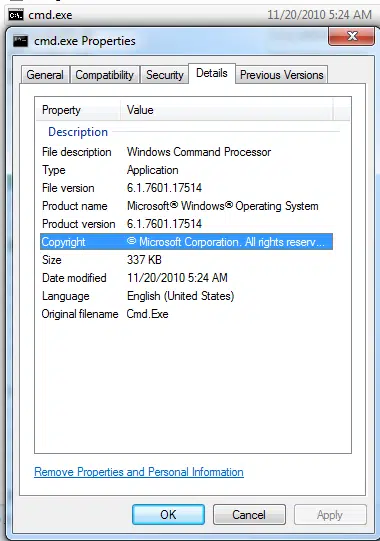 cmd.exe 11/20/2010 5:24 AM
cmd.exe Properties
General Compatibility Security Details Previous Versions
Property Value
Description
File description Windows Command Processor
Type Application
File version 6.1.7601.17514
Product name Microsoft® Windows® Operating System
Product version 6.1.7601.17514
Copyright © Microsoft Corporation. All rights reserv...
Size 337 KB
Date modified 11/20/2010 5:24 AM
Language English (United States)
Original filename Cmd.Exe
Remove Properties and Personal Information
OK Cancel Apply